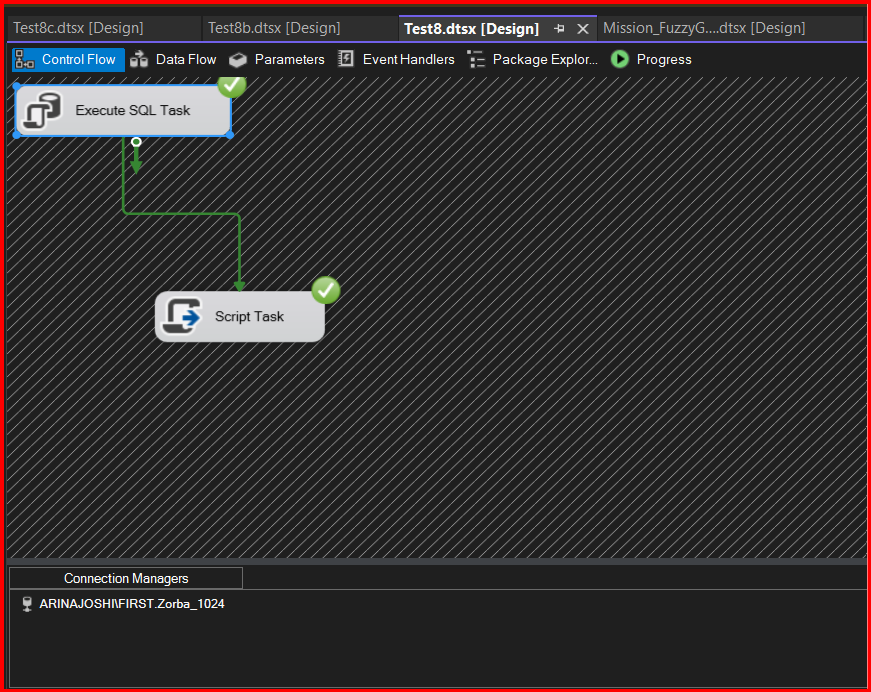 Test8c.dtsx [Design] Test8b.dtsx [Design] Test8.dtsx [Design] Mission_FuzzyG....dtsx [Design]
Control Flow Data Flow Parameters Event Handlers Package Explor... Progress
Execute SQL Task
Script Task
Connection Managers
ARINAJOSHI\FIRST.Zorba_1024